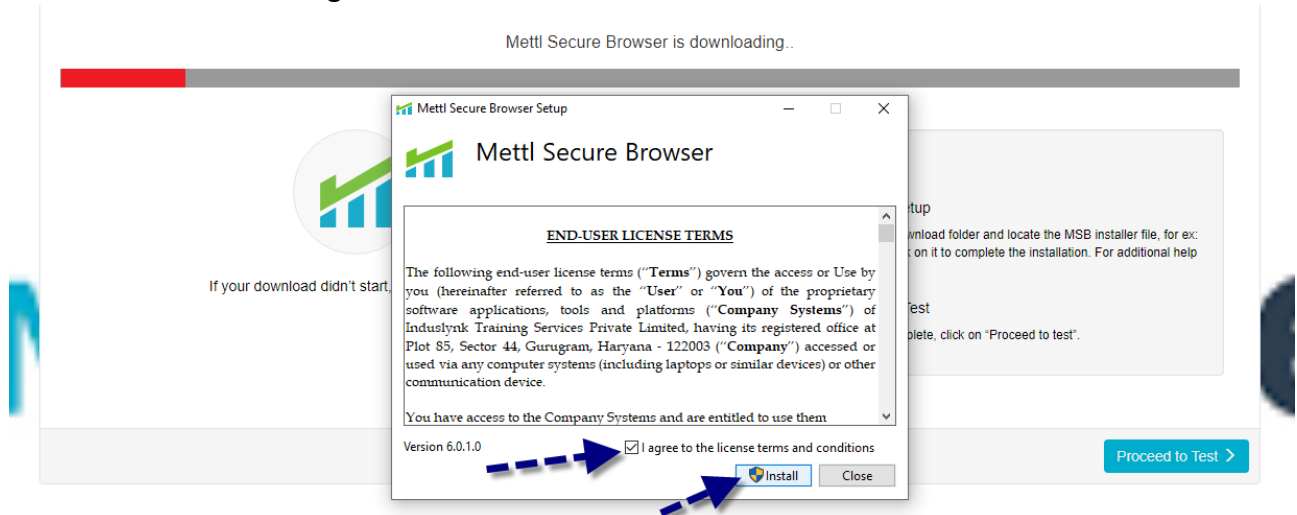 Mettl Secure Browser is downloading..
Mettl Secure Browser Setup
Mettl Secure Browser
END-USER LICENSE TERMS
The following end-user license terms (“Terms”) govern the access or Use by
you (hereinafter referred to as the “User” or “You”) of the proprietary
software applications, tools and platforms (“Company Systems”) of
Induslynk Training Services Private Limited, having its registered office at
Plot 85, Sector 44, Gurugram, Haryana - 122003 (“Company”) accessed or
used via any computer systems (including laptops or similar devices) or other
communication device.
You have access to the Company Systems and are entitled to use them
Version 6.0.1.0
I agree to the license terms and conditions
Install
Close
If your download didn't start,
tup
wnload folder and locate the MSB installer file, for ex:
on it to complete the installation. For additional help
est
plete, click on “Proceed to test”.
Proceed to Test